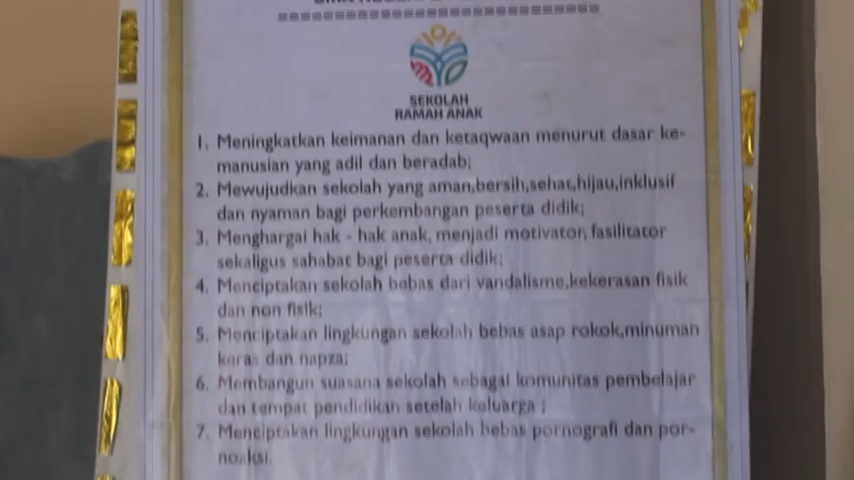 SEKOLAH
RAMAH ANAK
1. Meningkatkan keimanan dan ketaqwaan menurut dasar ke-
manusian yang adil dan beradab;
2. Mewujudkan sekolah yang aman,bersih,sehat,hijau,inklusif
dan nyaman bagi perkembangan peserta didik;
3. Menghargai hak - hak anak, menjadi motivator, fasilitator
sekaligus sahabat bagi peserta didik;
4. Menciptakan sekolah bebas dari vandalisme,kekerasan fisik
dan non fisik;
5. Menciptakan lingkungan sekolah bebas asap rokok,minuman
keras dan napza;
6. Membangun suasana sekolah sebagai komunitas pembelajar
dan tempat pendidikan setelah keluarga ;
7. Menciptakan lingkungan sekolah bebas pornografi dan por-
noaksi.